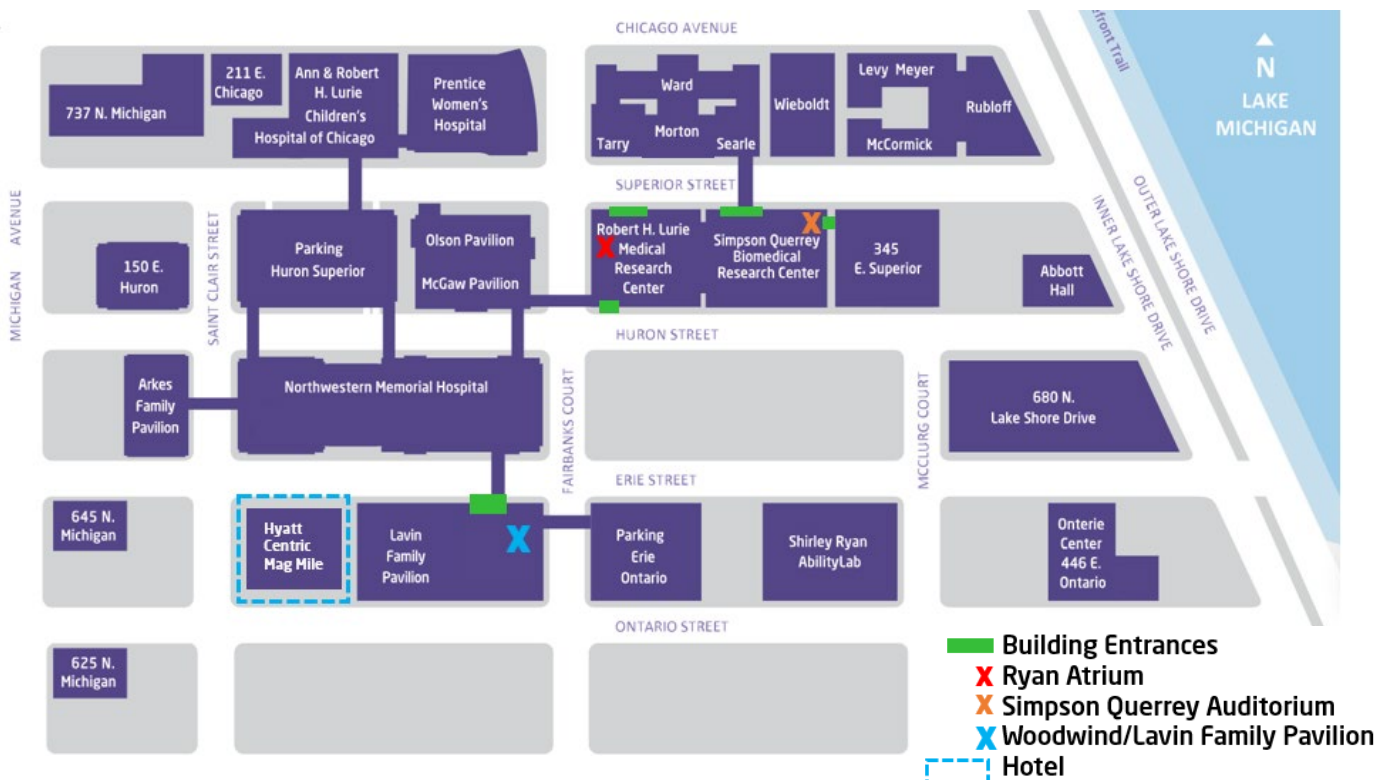 CHICAGO AVENUE
737 N. Michigan
211 E.
Chicago
Ann & Robert
H. Lurie
Children's
Hospital of Chicago
Prentice
Women's
Hospital
Ward
Morton
Tarry
Searle
Wieboldt
Levy Meyer
McCormick
Rubloff
Trail
N
LAKE
MICHIGAN
SUPERIOR STREET
MICHIGAN AVENUE
SAINT CLAIR STREET
150 E.
Huron
Parking
Huron Superior
Olson Pavilion
McGaw Pavilion
Robert H. Lurie
Medical
Research
Center
Simpson Querrey
Biomedical
Research Center
345
E. Superior
Abbott
Hall
INNER LAKE SHORE DRIVE
OUTER LAKE SHORE DRIVE
HURON STREET
Arkes
Family
Pavilion
Northwestern Memorial Hospital
FAIRBANKS COURT
MCCLURG COURT
680 N.
Lake Shore Drive
ERIE STREET
645 N.
Michigan
Hyatt
Centric
Mag Mile
Lavin
Family
Pavilion
X
Parking
Erie
Ontario
Shirley Ryan
AbilityLab
Onterie
Center
446 E.
Ontario
ONTARIO STREET
625 N.
Michigan
Building Entrances
X Ryan Atrium
X Simpson Querrey Auditorium
X Woodwind/Lavin Family Pavilion
Hotel